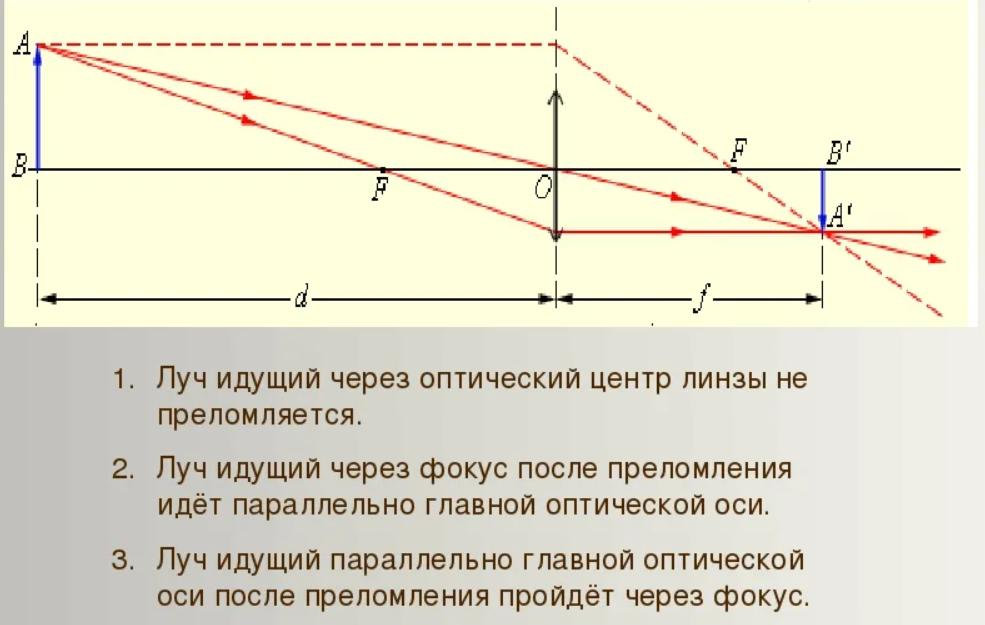 A
B
F
O
F
B'
A'
d
f
1. Луч идущий через оптический центр линзы не
преломляется.
2. Луч идущий через фокус после преломления
идёт параллельно главной оптической оси.
3. Луч идущий параллельно главной оптической
оси после преломления пройдёт через фокус.